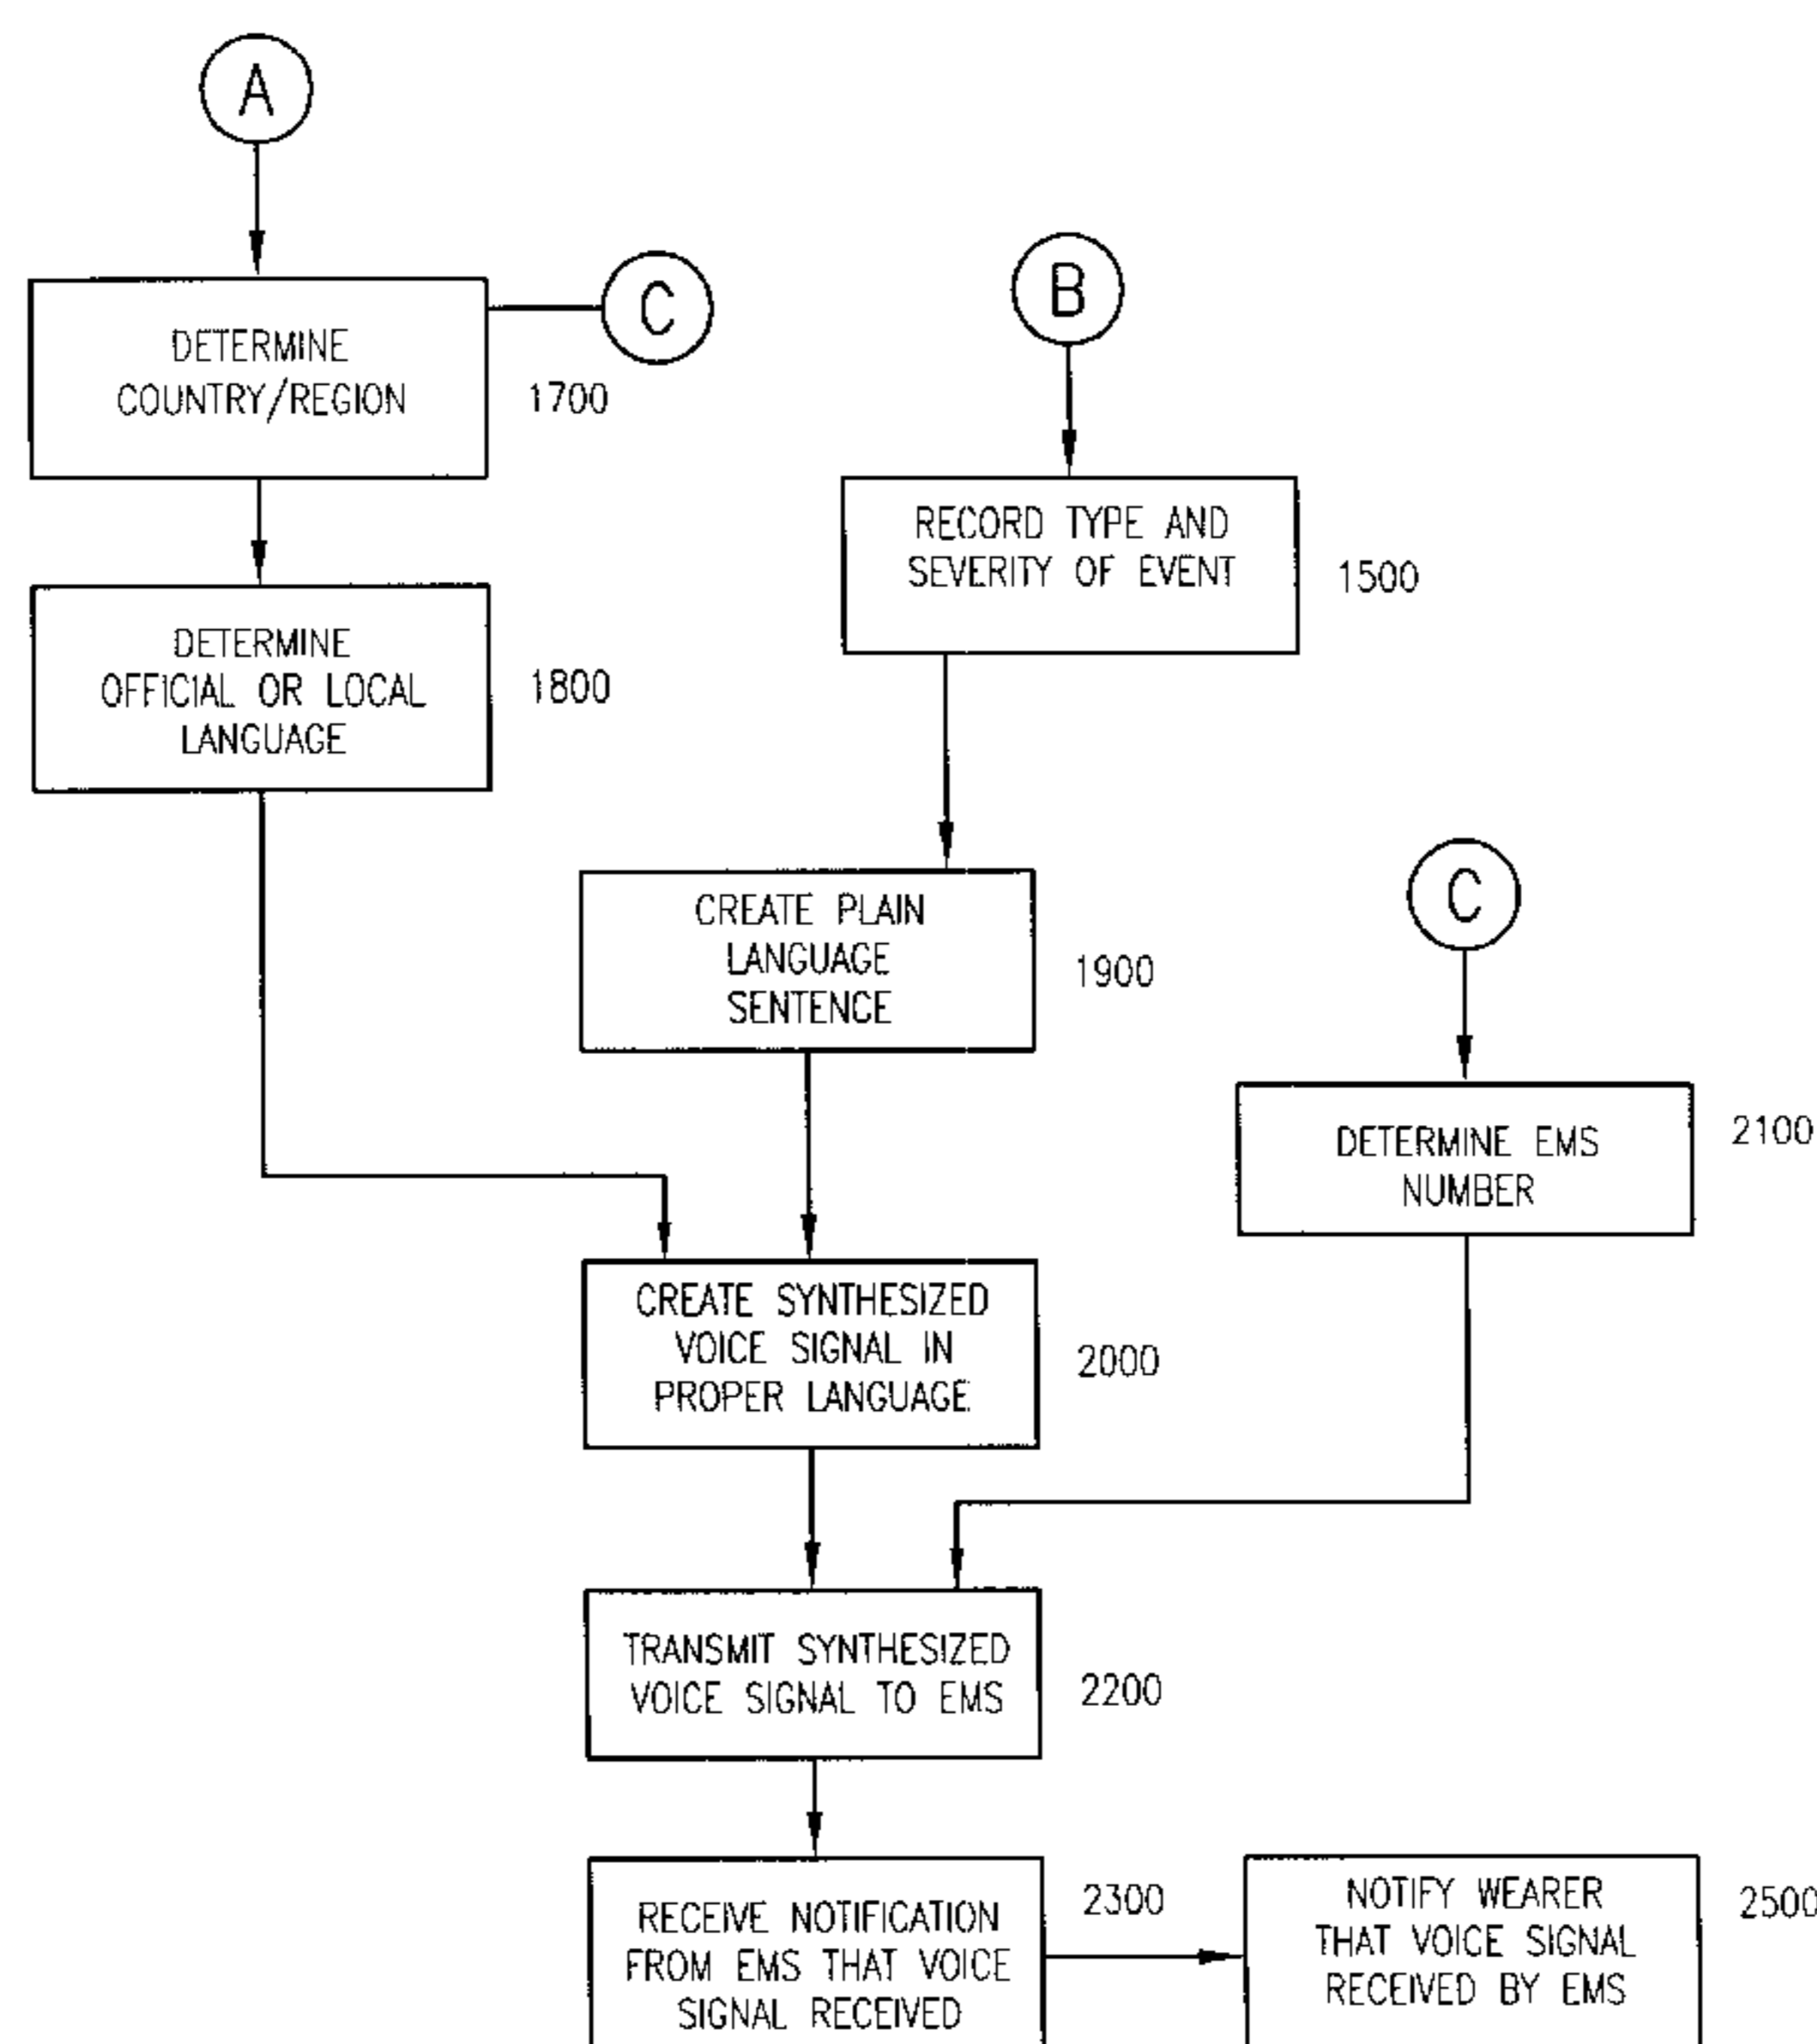 A
DETERMINE
COUNTRY/REGION
1700
C
B
RECORD TYPE AND
SEVERITY OF EVENT
1500
DETERMINE
OFFICIAL OR LOCAL
LANGUAGE
1800
CREATE PLAIN
LANGUAGE
SENTENCE
1900
C
DETERMINE EMS
NUMBER
2100
CREATE SYNTHESIZED
VOICE SIGNAL IN
PROPER LANGUAGE
2000
TRANSMIT SYNTHESIZED
VOICE SIGNAL TO EMS
2200
RECEIVE NOTIFICATION
FROM EMS THAT VOICE
SIGNAL RECEIVED
2300
NOTIFY WEARER
THAT VOICE SIGNAL
RECEIVED BY EMS
2500